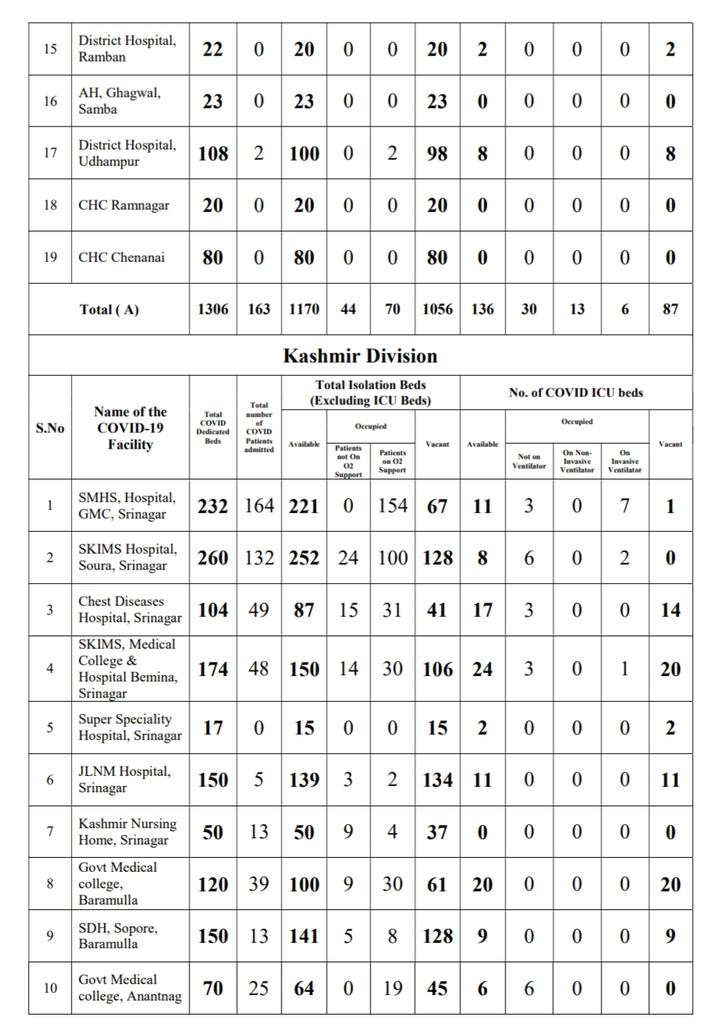 15 District Hospital, Ramban 22 0 20 0 0 20 2 0 0 0 2
16 AH, Ghagwal, Samba 23 0 23 0 0 23 0 0 0 0 0
17 District Hospital, Udhampur 108 2 100 0 2 98 8 0 0 0 8
18 CHC Ramnagar 20 0 20 0 0 20 0 0 0 0 0
19 CHC Chenanai 80 0 80 0 0 80 0 0 0 0 0
Total ( A) 1306 163 1170 44 70 1056 136 30 13 6 87
Kashmir Division
S.No
Name of the
COVID-19
Facility
Total
COVID
Dedicated
Beds
Total
number
of
COVID
Patients
admitted
Total Isolation Beds
(Excluding ICU Beds)
No. of COVID ICU beds
Available
Occupied
Patients
not On
O2
Support
Patients
on O2
Support
Vacant
Available
Occupied
Not on
Ventilator
On Non-
Invasive
Ventilator
On
Invasive
Ventilator
Vacant
1 SMHS, Hospital, GMC, Srinagar 232 164 221 0 154 67 11 3 0 7 1
2 SKIMS Hospital, Soura, Srinagar 260 132 252 24 100 128 8 6 0 2 0
3 Chest Diseases Hospital, Srinagar 104 49 87 15 31 41 17 3 0 0 14
4 SKIMS, Medical College & Hospital Bemina, Srinagar 174 48 150 14 30 106 24 3 0 1 20
5 Super Speciality Hospital, Srinagar 17 0 15 0 0 15 2 0 0 0 2
6 JLNM Hospital, Srinagar 150 5 139 3 2 134 11 0 0 0 11
7 Kashmir Nursing Home, Srinagar 50 13 50 9 4 37 0 0 0 0 0
8 Govt Medical college, Baramulla 120 39 100 9 30 61 20 0 0 0 20
9 SDH, Sopore, Baramulla 150 13 141 5 8 128 9 0 0 0 9
10 Govt Medical college, Anantnag 70 25 64 0 19 45 6 6 0 0 0